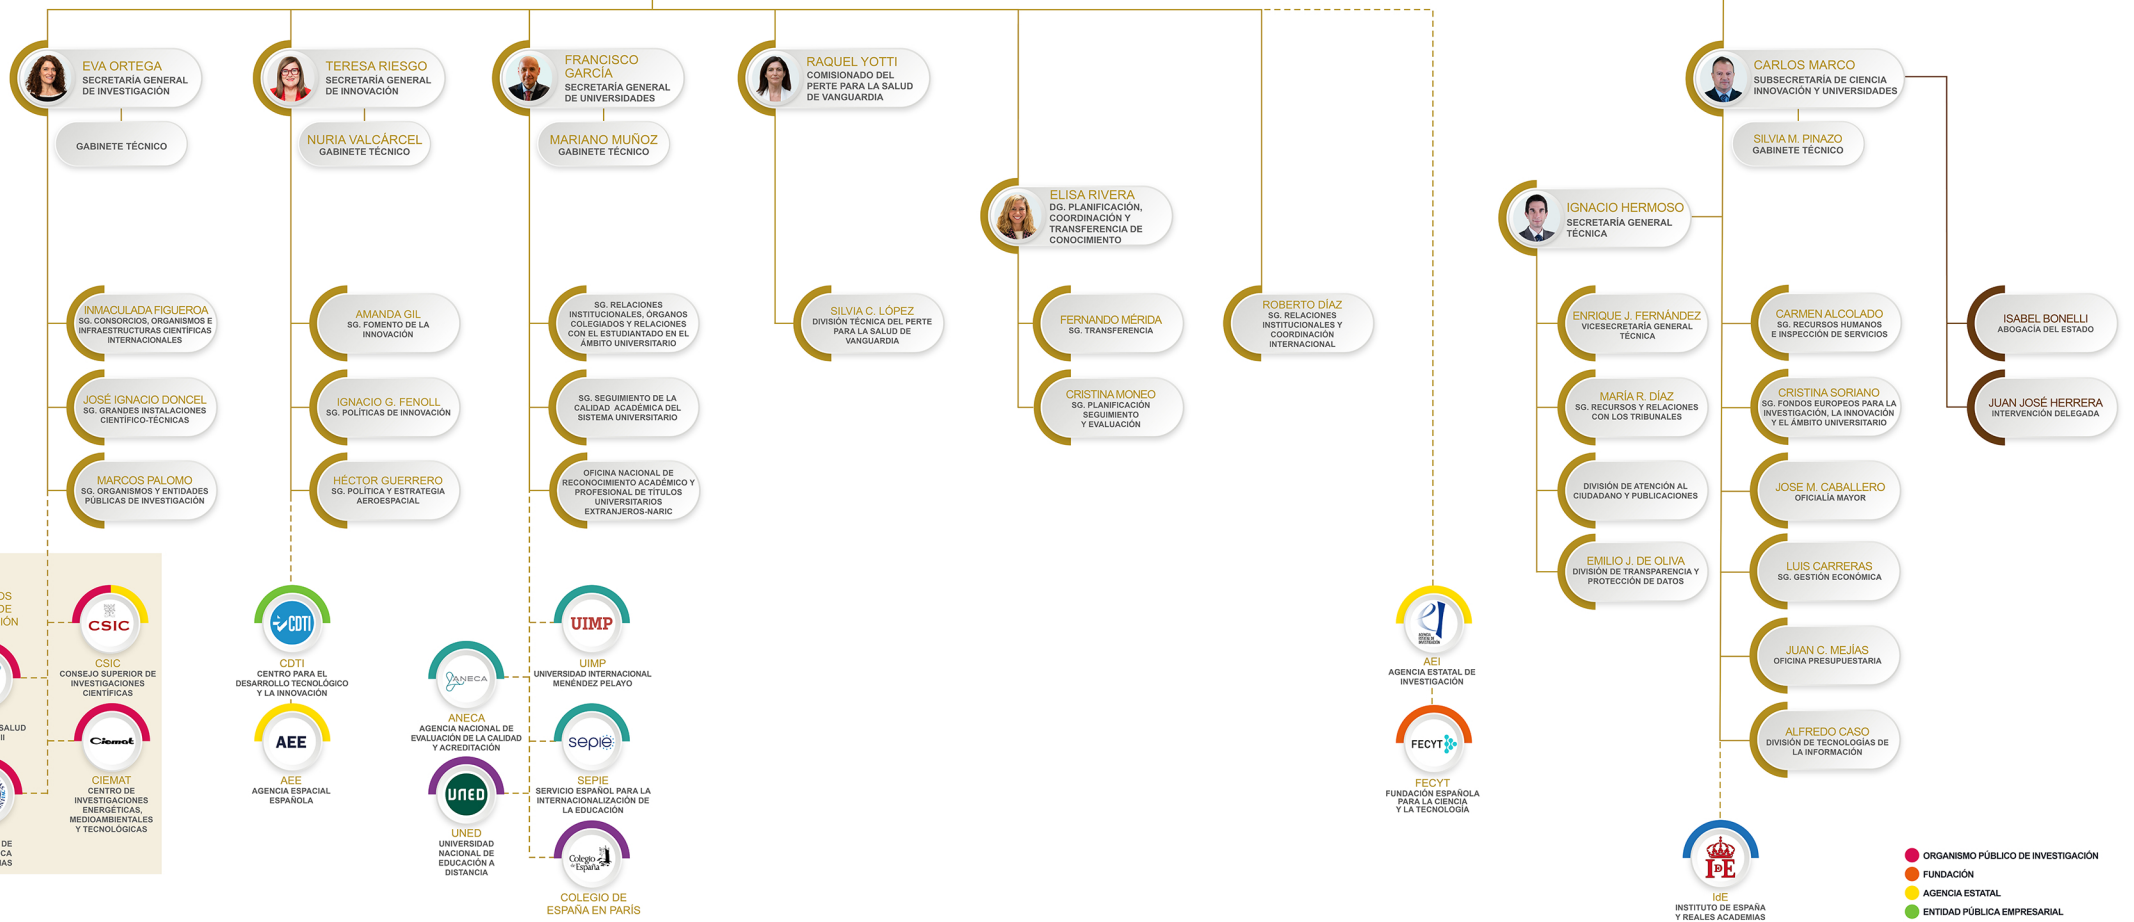 EVA ORTEGA
SECRETARÍA GENERAL
DE INVESTIGACIÓN
GABINETE TÉCNICO
TERESA RIESGO
SECRETARÍA GENERAL
DE INNOVACIÓN
NURIA VALCÁRCEL
GABINETE TÉCNICO
FRANCISCO
GARCÍA
SECRETARÍA GENERAL
DE UNIVERSIDADES
MARIANO MUÑOZ
GABINETE TÉCNICO
RAQUEL YOTTI
COMISIONADO DEL
PERTE PARA LA SALUD
DE VANGUARDIA
ELISA RIVERA
DG. PLANIFICACIÓN,
COORDINACIÓN Y
TRANSFERENCIA DE
CONOCIMIENTO
CARLOS MARCO
SUBSECRETARÍA DE CIENCIA
INNOVACIÓN Y UNIVERSIDADES
SILVIA M. PINAZO
GABINETE TÉCNICO
IGNACIO HERMOSO
SECRETARÍA GENERAL
TÉCNICA
INMACULADA FIGUEROA
SG. CONSORCIOS, ORGANISMOS E
INFRAESTRUCTURAS CIENTÍFICAS
INTERNACIONALES
JOSÉ IGNACIO DONCEL
SG. GRANDES INSTALACIONES
CIENTÍFICO-TÉCNICAS
MARCOS PALOMO
SG. ORGANISMOS Y ENTIDADES
PÚBLICAS DE INVESTIGACIÓN
AMANDA GIL
SG. FOMENTO DE LA
INNOVACIÓN
IGNACIO G. FENOLL
SG. POLÍTICAS DE INNOVACIÓN
HÉCTOR GUERRERO
SG. POLÍTICA Y ESTRATEGIA
AEROESPACIAL
SG. RELACIONES
INSTITUCIONALES, ÓRGANOS
COLEGIADOS Y RELACIONES
CON EL ESTUDIANTADO EN EL
ÁMBITO UNIVERSITARIO
SG. SEGUIMIENTO DE LA
CALIDAD ACADÉMICA DEL
SISTEMA UNIVERSITARIO
OFICINA NACIONAL DE
RECONOCIMIENTO ACADÉMICO Y
PROFESIONAL DE TÍTULOS
UNIVERSITARIOS
EXTRANJEROS-NARIC
SILVIA C. LÓPEZ
DIVISIÓN TÉCNICA DEL PERTE
PARA LA SALUD DE
VANGUARDIA
FERNANDO MÉRIDA
SG. TRANSFERENCIA
CRISTINA MONEO
SG. PLANIFICACIÓN
SEGUIMIENTO
Y EVALUACIÓN
ROBERTO DÍAZ
SG. RELACIONES
INSTITUCIONALES Y
COORDINACIÓN
INTERNACIONAL
ENRIQUE J. FERNÁNDEZ
VICESECRETARÍA GENERAL
TÉCNICA
MARÍA R. DÍAZ
SG. RECURSOS Y RELACIONES
CON LOS TRIBUNALES
DIVISIÓN DE ATENCIÓN AL
CIUDADANO Y PUBLICACIONES
EMILIO J. DE OLIVA
DIVISIÓN DE TRANSPARENCIA Y
PROTECCIÓN DE DATOS
CARMEN ALCOLADO
SG. RECURSOS HUMANOS
E INSPECCIÓN DE SERVICIOS
CRISTINA SORIANO
SG. FONDOS EUROPEOS PARA LA
INVESTIGACIÓN, LA INNOVACIÓN
Y EL ÁMBITO UNIVERSITARIO
JOSE M. CABALLERO
OFICIALÍA MAYOR
LUIS CARRERAS
SG. GESTIÓN ECONÓMICA
JUAN C. MEJÍAS
OFICINA PRESUPUESTARIA
ALFREDO CASO
DIVISIÓN DE TECNOLOGÍAS DE
LA INFORMACIÓN
ISABEL BONELLI
ABOGACÍA DEL ESTADO
JUAN JOSÉ HERRERA
INTERVENCIÓN DELEGADA
OS
DE
IÓN
SALUD
II
DE
CA
AS
CSIC
CSIC
CONSEJO SUPERIOR DE
INVESTIGACIONES
CIENTÍFICAS
Ciemat
CIEMAT
CENTRO DE
INVESTIGACIONES
ENERGÉTICAS,
MEDIOAMBIENTALES
Y TECNOLÓGICAS
CDTI
CDTI
CENTRO PARA EL
DESARROLLO TECNOLÓGICO
Y LA INNOVACIÓN
AEE
AEE
AGENCIA ESPACIAL
ESPAÑOLA
ANECA
ANECA
AGENCIA NACIONAL DE
EVALUACIÓN DE LA CALIDAD
Y ACREDITACIÓN
UNED
UNED
UNIVERSIDAD
NACIONAL DE
EDUCACIÓN A
DISTANCIA
UIMP
UIMP
UNIVERSIDAD INTERNACIONAL
MENÉNDEZ PELAYO
sepie
SEPIE
SERVICIO ESPAÑOL PARA LA
INTERNACIONALIZACIÓN DE
LA EDUCACIÓN
Colegio
de España
COLEGIO DE
ESPAÑA EN PARÍS
AGENCIA
ESTATAL DE
INVESTIGACIÓN
AEI
AGENCIA ESTATAL DE
INVESTIGACIÓN
FECYT
FECYT
FUNDACIÓN ESPAÑOLA
PARA LA CIENCIA
Y LA TECNOLOGÍA
IDE
IdE
INSTITUTO DE ESPAÑA
Y REALES ACADEMIAS
ORGANISMO PÚBLICO DE INVESTIGACIÓN
FUNDACIÓN
AGENCIA ESTATAL
ENTIDAD PÚBLICA EMPRESARIAL